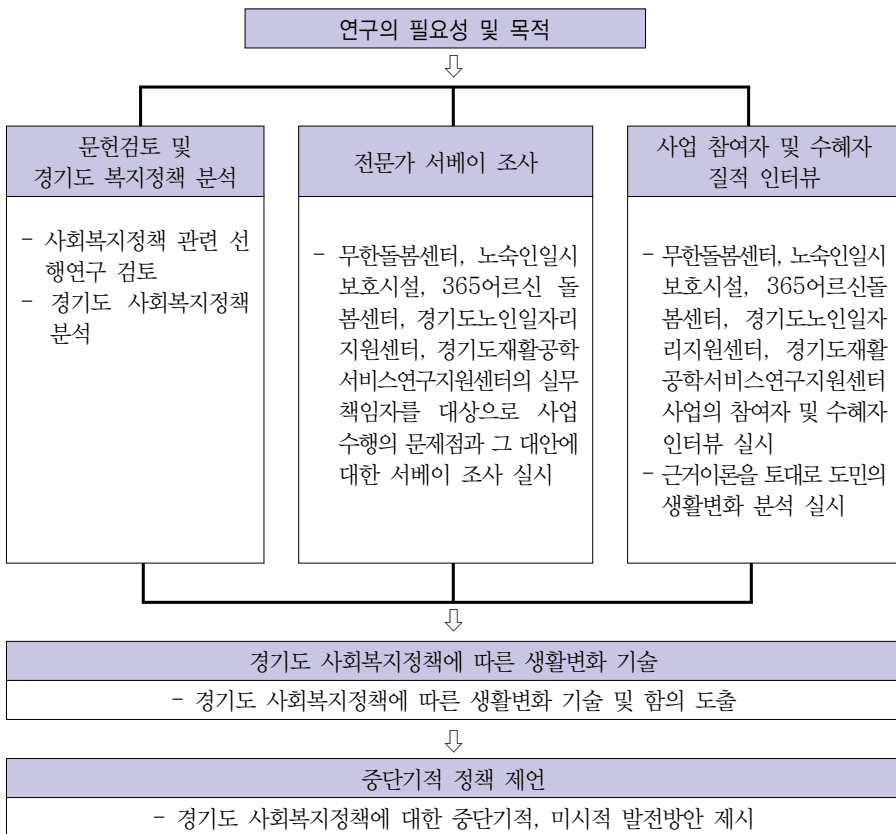 연구의 필요성 및 목적
문헌검토 및
경기도 복지정책 분석
- 사회복지정책 관련 선
행연구 검토
- 경기도 사회복지정책
분석
전문가 서베이 조사
- 무한돌봄센터, 노숙인일시
보호시설, 365어르신 돌
봄센터, 경기도노인일자리
지원센터, 경기도재활공학
서비스연구지원센터의 실무
책임자를 대상으로 사업
수행의 문제점과 그 대안에
대한 서베이 조사 실시
사업 참여자 및 수혜자
질적 인터뷰
- 무한돌봄센터, 노숙인일시
보호시설, 365어르신돌
봄센터, 경기도노인일자
리지원센터, 경기도재활
공학서비스연구지원센터
사업의 참여자 및 수혜자
인터뷰 실시
- 근거이론을 토대로 도민의
생활변화 분석 실시
경기도 사회복지정책에 따른 생활변화 기술
- 경기도 사회복지정책에 따른 생활변화 기술 및 함의 도출
중단기적 정책 제언
- 경기도 사회복지정책에 대한 중단기적, 미시적 발전방안 제시